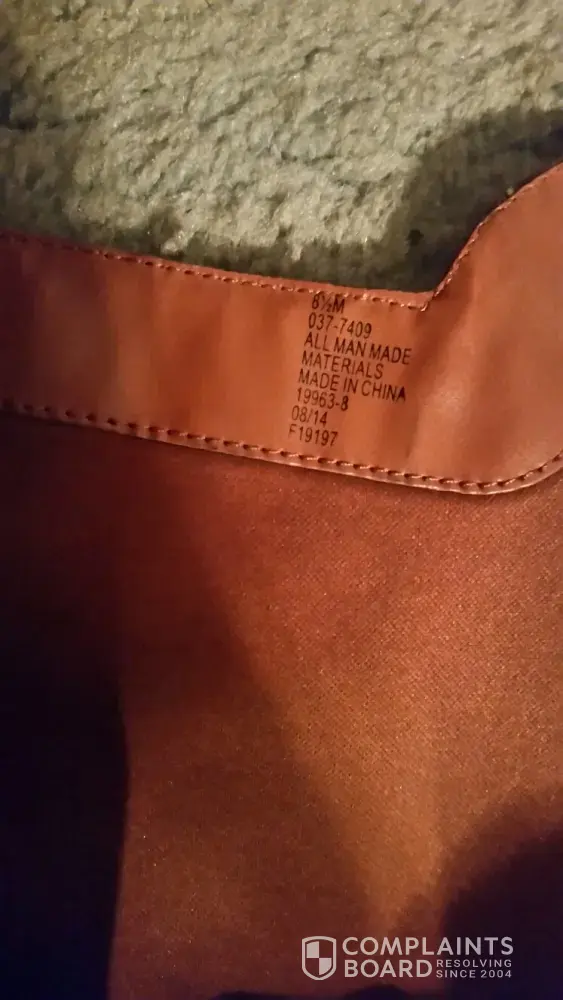 8½M
037-7409
ALL MAN MADE
MATERIALS
MADE IN CHINA
19963-8
08/14
F19197
COMPLAINTS
BOARD RESOLVING
SINCE 2004